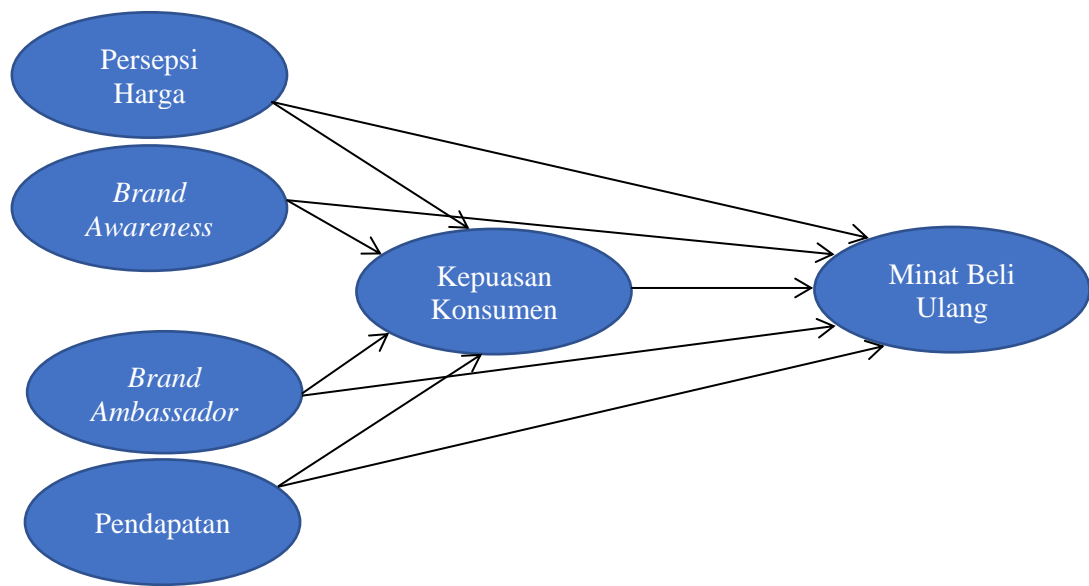 Persepsi
Harga
Brand
Awareness
Kepuasan
Konsumen
Minat Beli
Ulang
Brand
Ambassador
Pendapatan